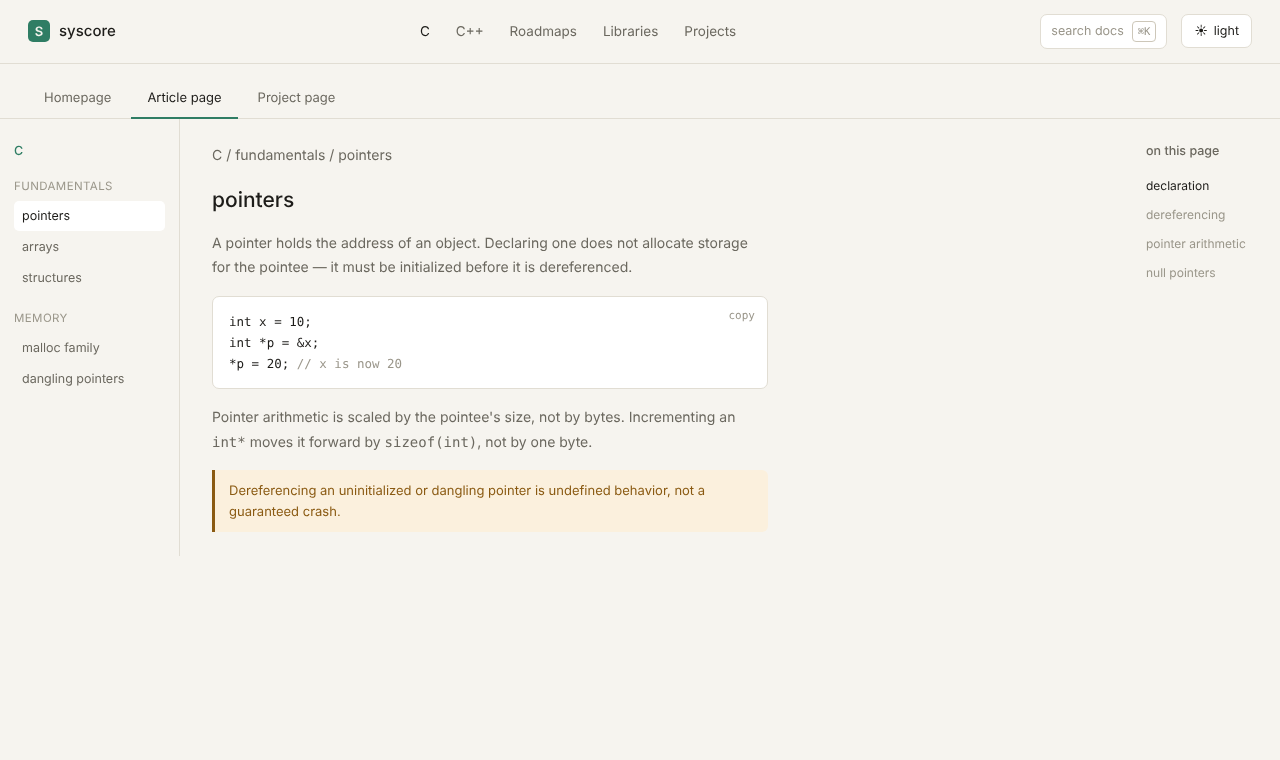 S syscore
C C++ Roadmaps Libraries Projects
search docs ⌘K
☀ light
Homepage Article page Project page
C
FUNDAMENTALS
pointers
arrays
structures
MEMORY
malloc family
dangling pointers
C / fundamentals / pointers
pointers
A pointer holds the address of an object. Declaring one does not allocate storage
for the pointee — it must be initialized before it is dereferenced.
copy
int x = 10;
int *p = &x;
*p = 20; // x is now 20
Pointer arithmetic is scaled by the pointee's size, not by bytes. Incrementing an
int* moves it forward by sizeof(int), not by one byte.
Dereferencing an uninitialized or dangling pointer is undefined behavior, not a
guaranteed crash.
on this page
declaration
dereferencing
pointer arithmetic
null pointers